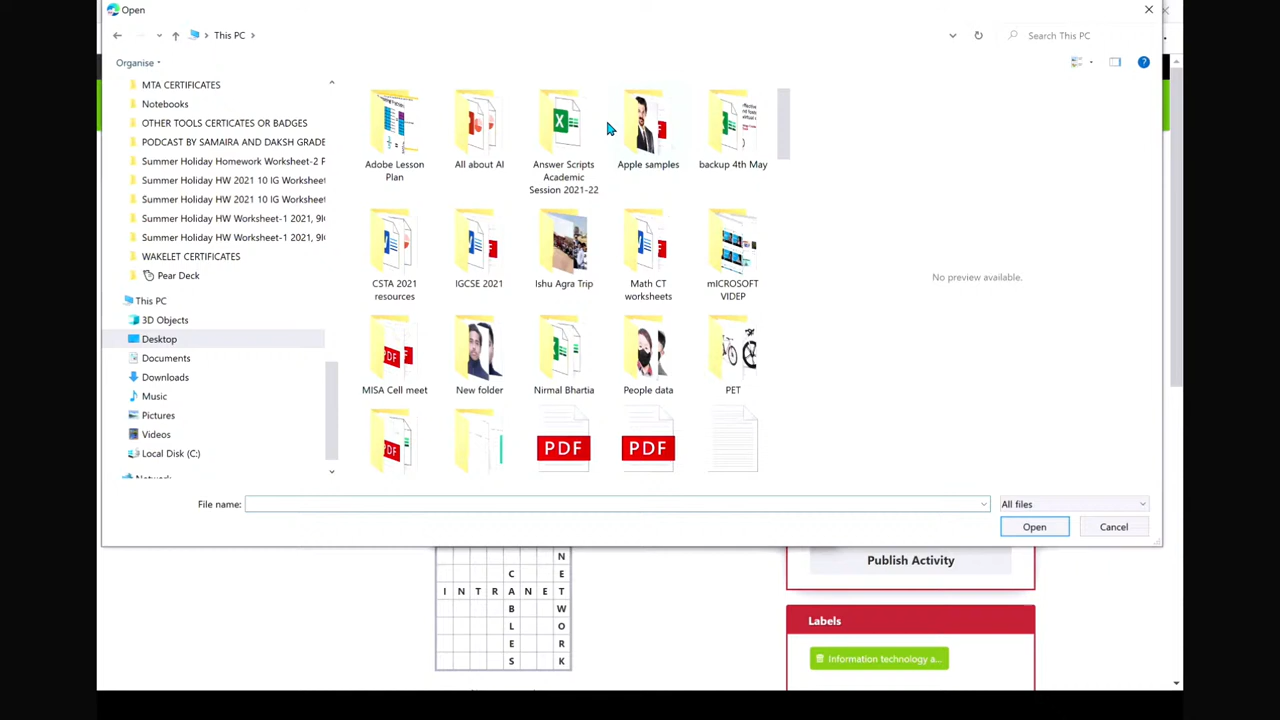 Open
This PC
Search This PC
Organise
MTA CERTIFICATES
Notebooks
OTHER TOOLS CERTICATES OR BADGES
PODCAST BY SAMAIRA AND DAKSH GRADE
Summer Holiday Homework Worksheet-2 P
Summer Holiday HW 2021 10 IG Worksheet
Summer Holiday HW 2021 10 IG Worksheet
Summer Holiday HW Worksheet-1 2021, 9I
Summer Holiday HW Worksheet-1 2021, 9I
WAKELET CERTIFICATES
Pear Deck
This PC
3D Objects
Desktop
Documents
Downloads
Music
Pictures
Videos
Local Disk (C:)
Network
Adobe Lesson
Plan
All about AI
Answer Scripts
Academic
Session 2021-22
Apple samples
backup 4th May
CSTA 2021
resources
IGCSE 2021
Ishu Agra Trip
Math CT
worksheets
mICROSOFT
VIDEP
MISA Cell meet
New folder
Nirmal Bhartia
People data
PET
PDF
PDF
No preview available.
File name:
All files
Open
Cancel
N
C E
I N T R A N E T
B W
L O
E R
S K
Publish Activity
Labels
Information technology a...